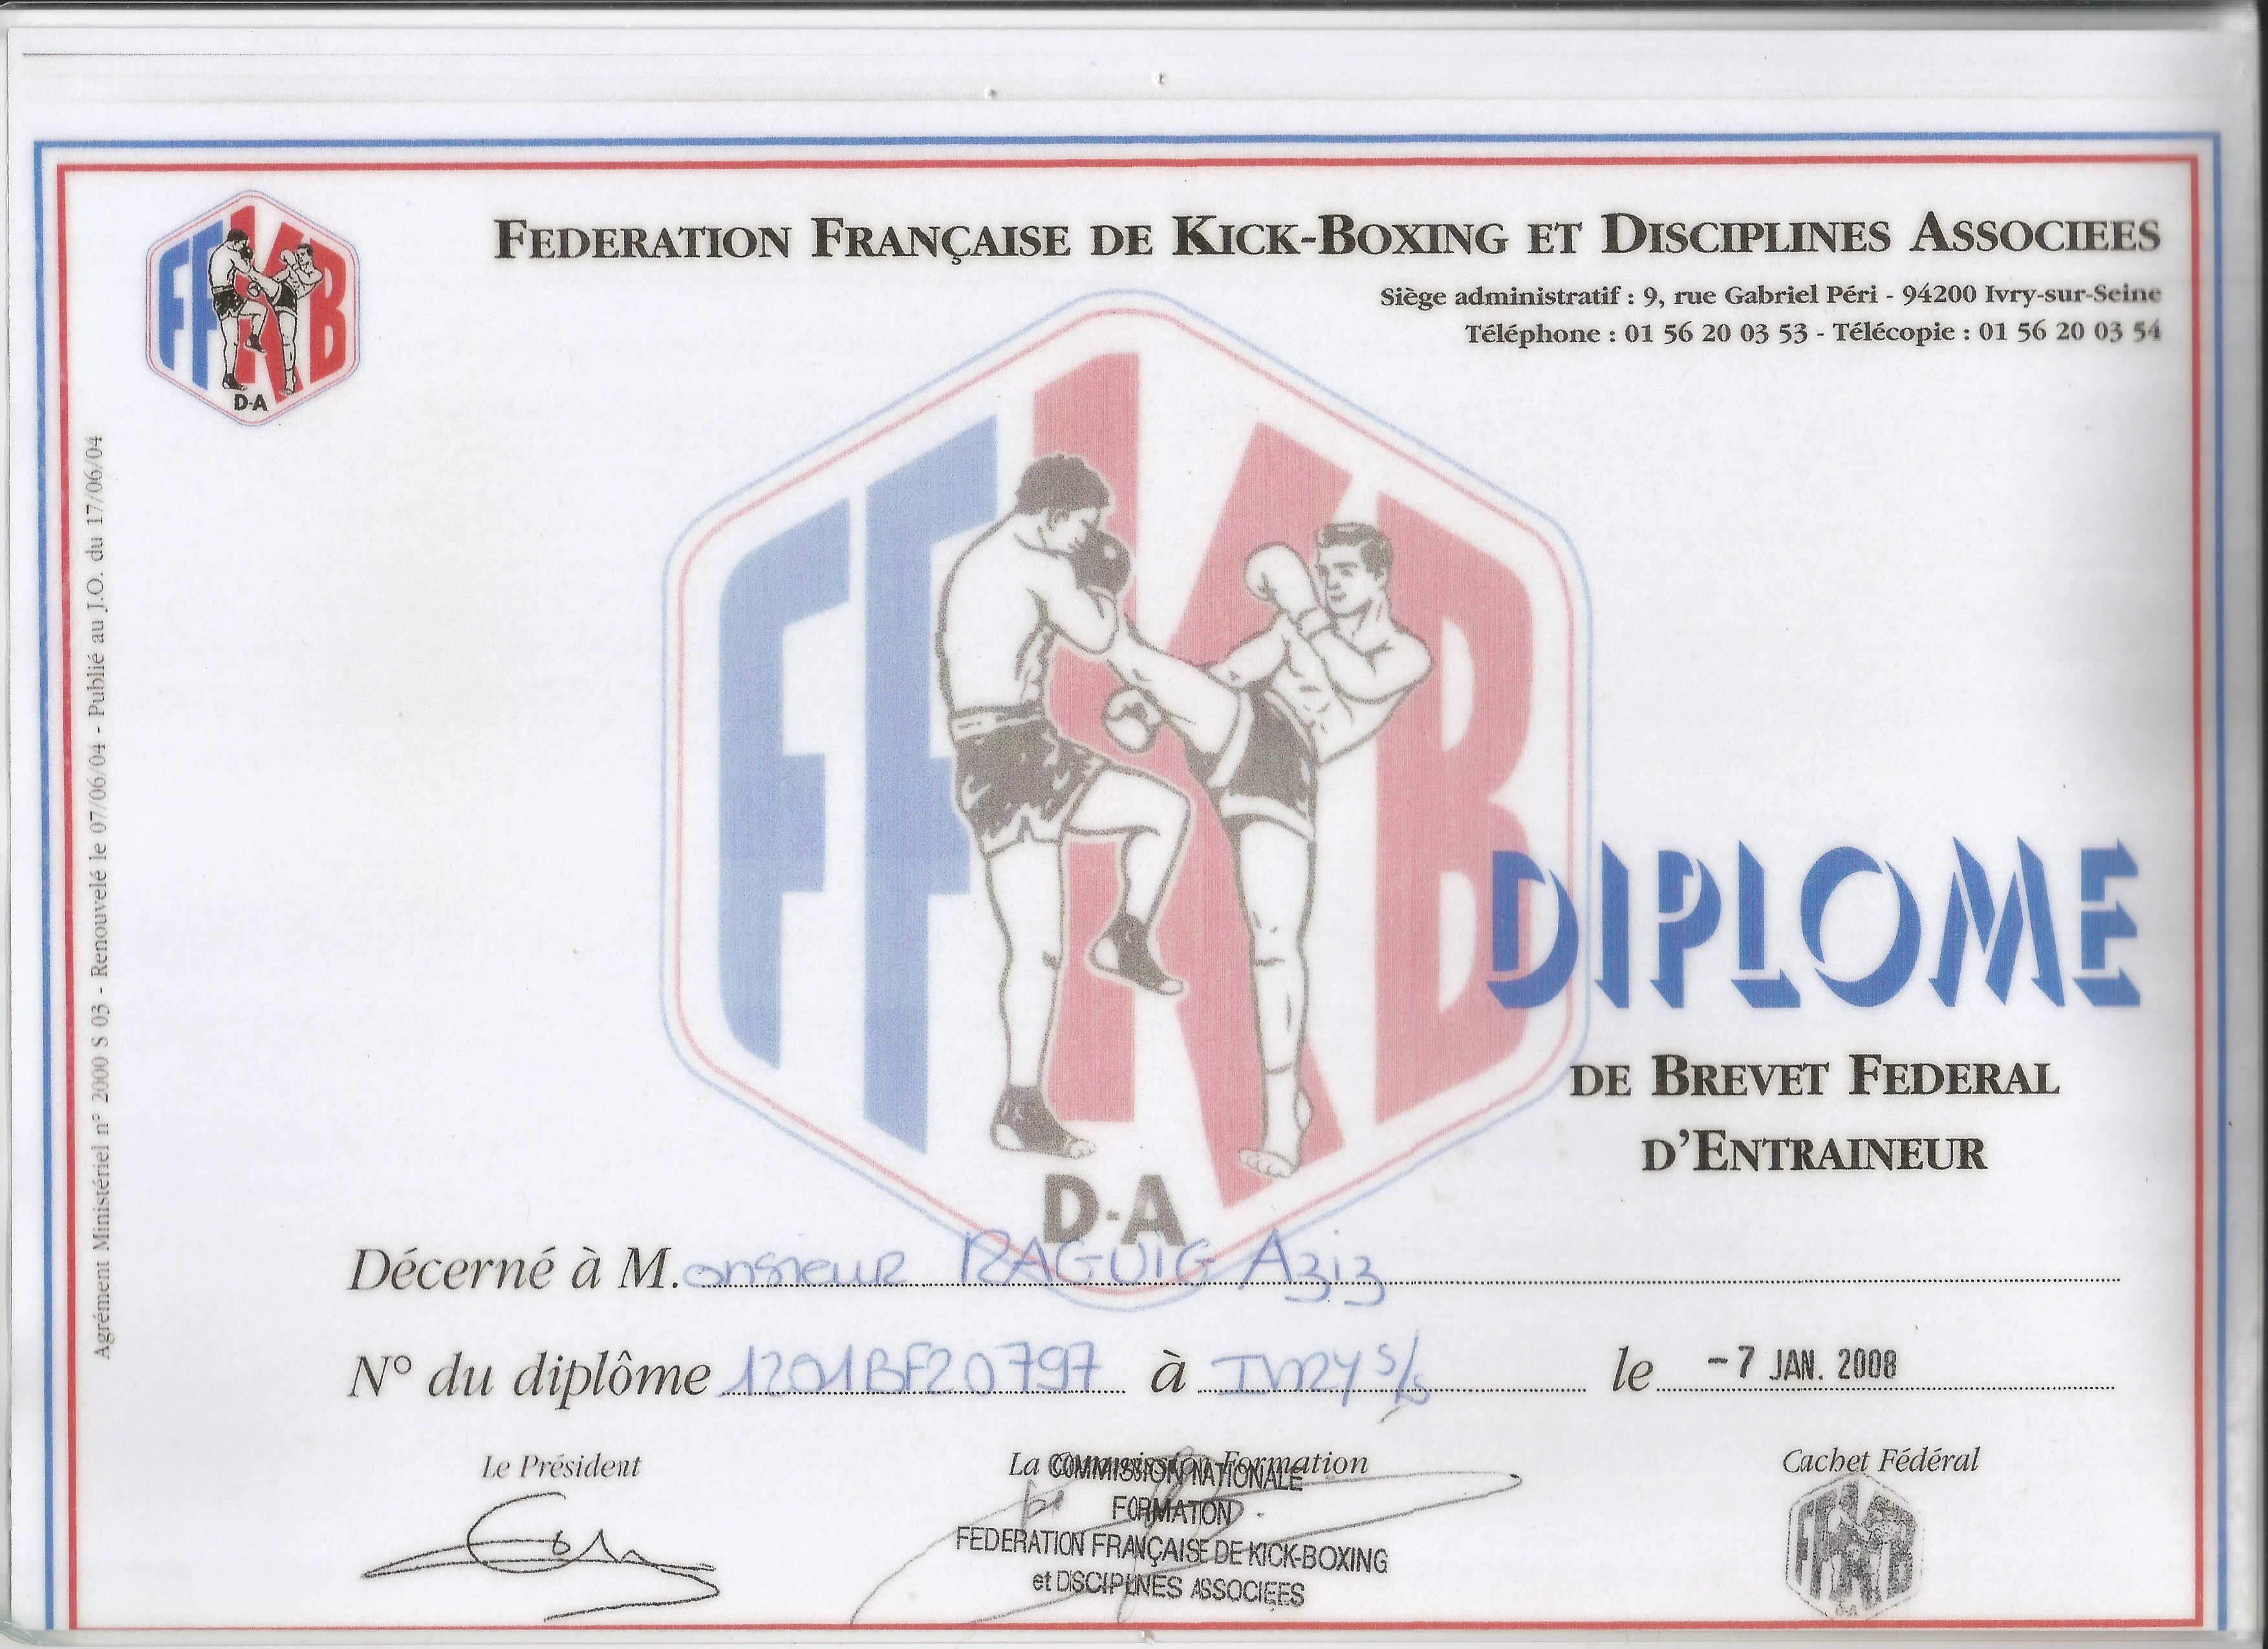 FFKB
D-A
FEDERATION FRANÇAISE DE KICK-BOXING ET DISCIPLINES ASSOCIEES
Siège administratif : 9, rue Gabriel Péri - 94200 Ivry-sur-Seine
Téléphone : 01 56 20 03 53 - Télécopie : 01 56 20 03 54
Agrément Ministériel n° 2000 S 03 - Renouvelé le 07/06/04 - Publié au J.O. du 17/06/04
FFKB
D-A
DIPLOME
DE BREVET FEDERAL
D'ENTRAINEUR
Décerné à M.onsieur RAGUIG Aziz
N° du diplôme 1201BF20797 à IVRY s/s le -7 JAN. 2008
Le Président
La Commission Formation
Cachet Fédéral
COMMISSION NATIONALE
FORMATION
FEDERATION FRANÇAISE DE KICK-BOXING
et DISCIPLINES ASSOCIEES
FFKB
D-A